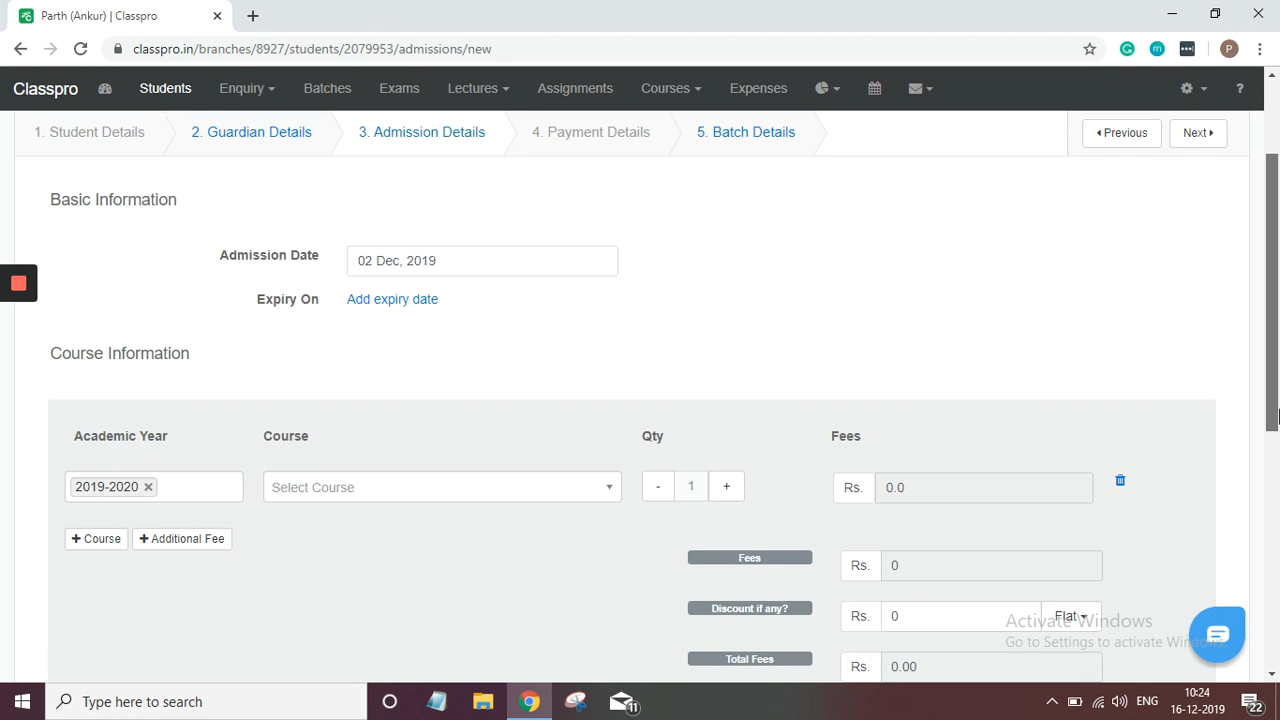 Parth (Ankur) | Classpro
classpro.in/branches/8927/students/2079953/admissions/new
P
Classpro Students Enquiry Batches Exams Lectures Assignments Courses Expenses ?
1. Student Details 2. Guardian Details 3. Admission Details 4. Payment Details 5. Batch Details Previous Next
Basic Information
Admission Date 02 Dec, 2019
Expiry On Add expiry date
Course Information
Academic Year Course Qty Fees
2019-2020 × Select Course - 1 + Rs. 0.0
+ Course + Additional Fee
Fees Rs. 0
Discount if any? Rs. 0 Flat
Activate Windows
Go to Settings to activate Windows.
Total Fees Rs. 0.00
Type here to search
11
ENG
10:24
16-12-2019
22